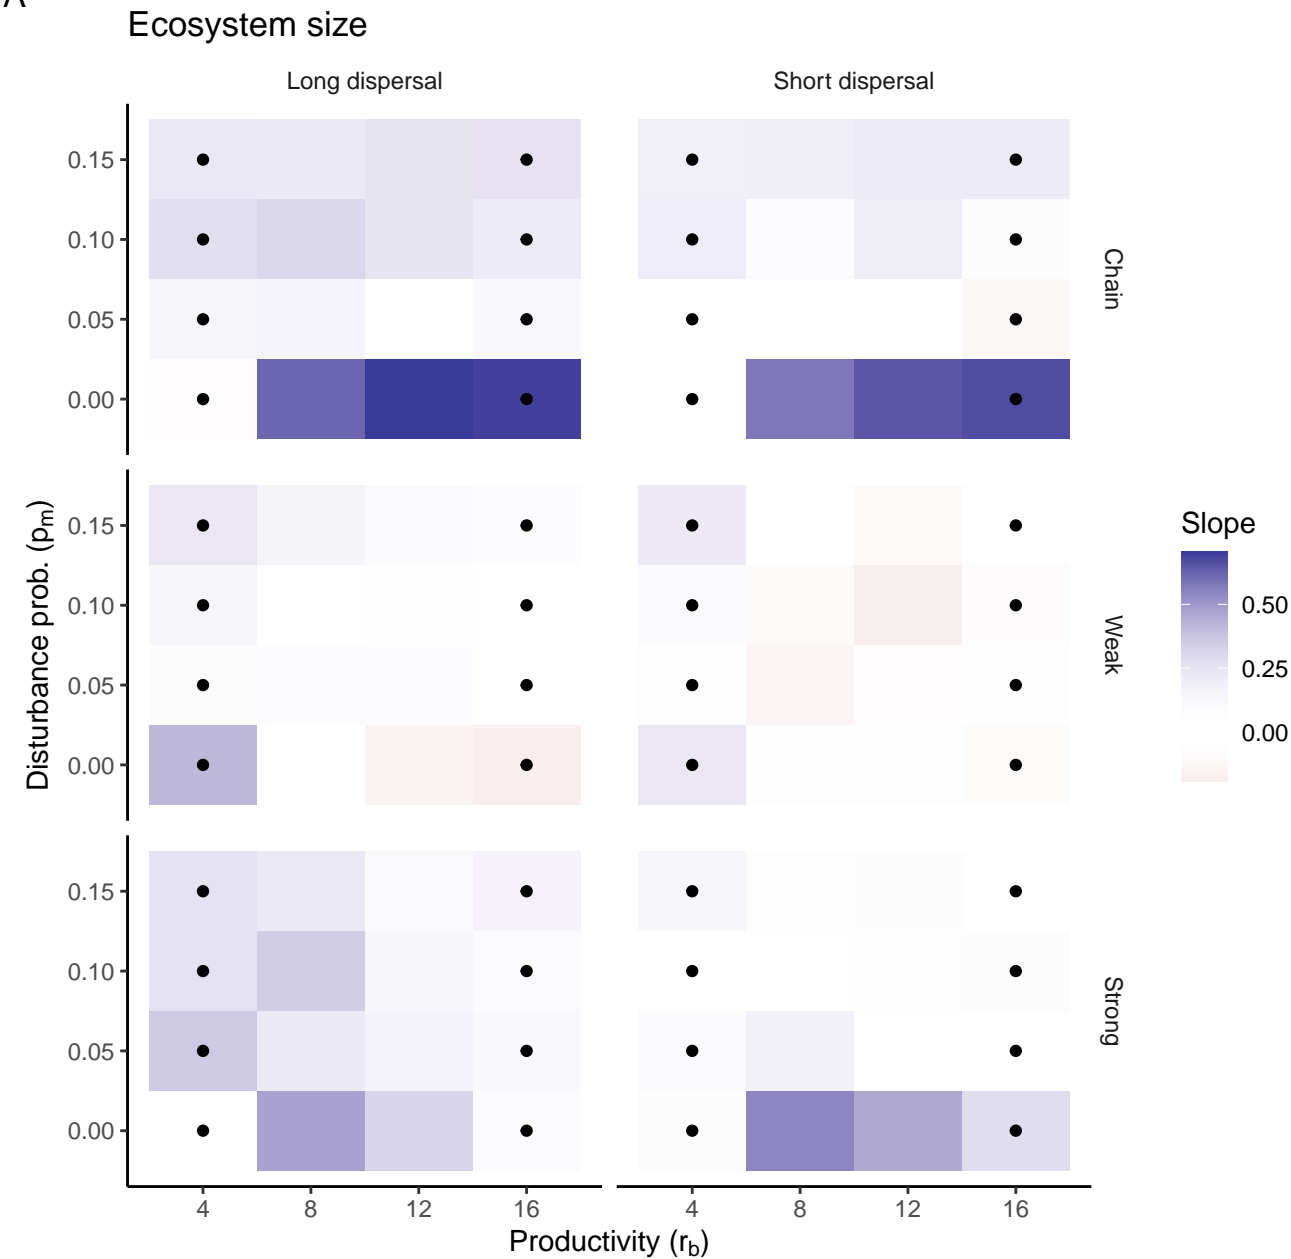 A
Ecosystem size
Long dispersal
Short dispersal
0.15
0.10
0.05
0.00
Chain
0.15
0.10
0.05
0.00
Weak
0.15
0.10
0.05
0.00
Strong
Disturbance prob. (pm)
4 8 12 16
4 8 12 16
Productivity (rb)
Slope
0.50
0.25
0.00